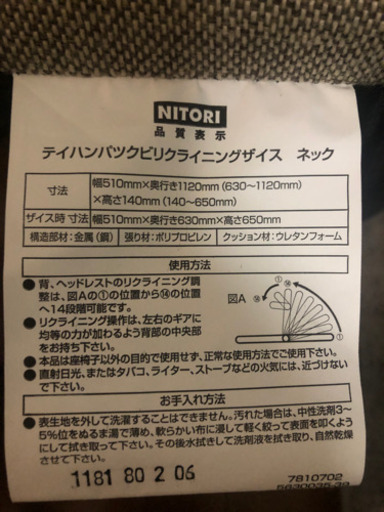 NITORI
品質表示
テイハンパツクビリクライニングザイス ネック
寸法
幅510mm×奥行き1120mm(630〜1120mm)
×高さ140mm(140〜650mm)
ザイス時 寸法
幅510mm×奥行き630mm×高さ650mm
構造部材:金属(鋼) 張り材:ポリプロピレン クッション材:ウレタンフォーム
使用方法
●背、ヘッドレストのリクライニング調
整は、図Aの①の位置から⑭の位置
へ14段階可能です。
●リクライニング操作は、左右のギアに
均等の力が加わるよう背部の中央部
をお持ち下さい。
図A
⑭
①
①
●本品は座椅子以外の目的で使用せず、正常な使用方法でご使用下さい。
●直射日光、またはタバコ、ライター、ストーブなどの火気には、近づけない
で下さい。
お手入れ方法
●表生地を外して洗濯することはできません。汚れた場合は、中性洗剤3〜
5%位をぬるま湯で薄め、軟らかい布に浸し軽く絞って表面を叩くよう
に拭き取って下さい。その後水拭きして洗剤液を拭き取り、自然乾燥
させて下さい。
1181 80 2 06
7810702